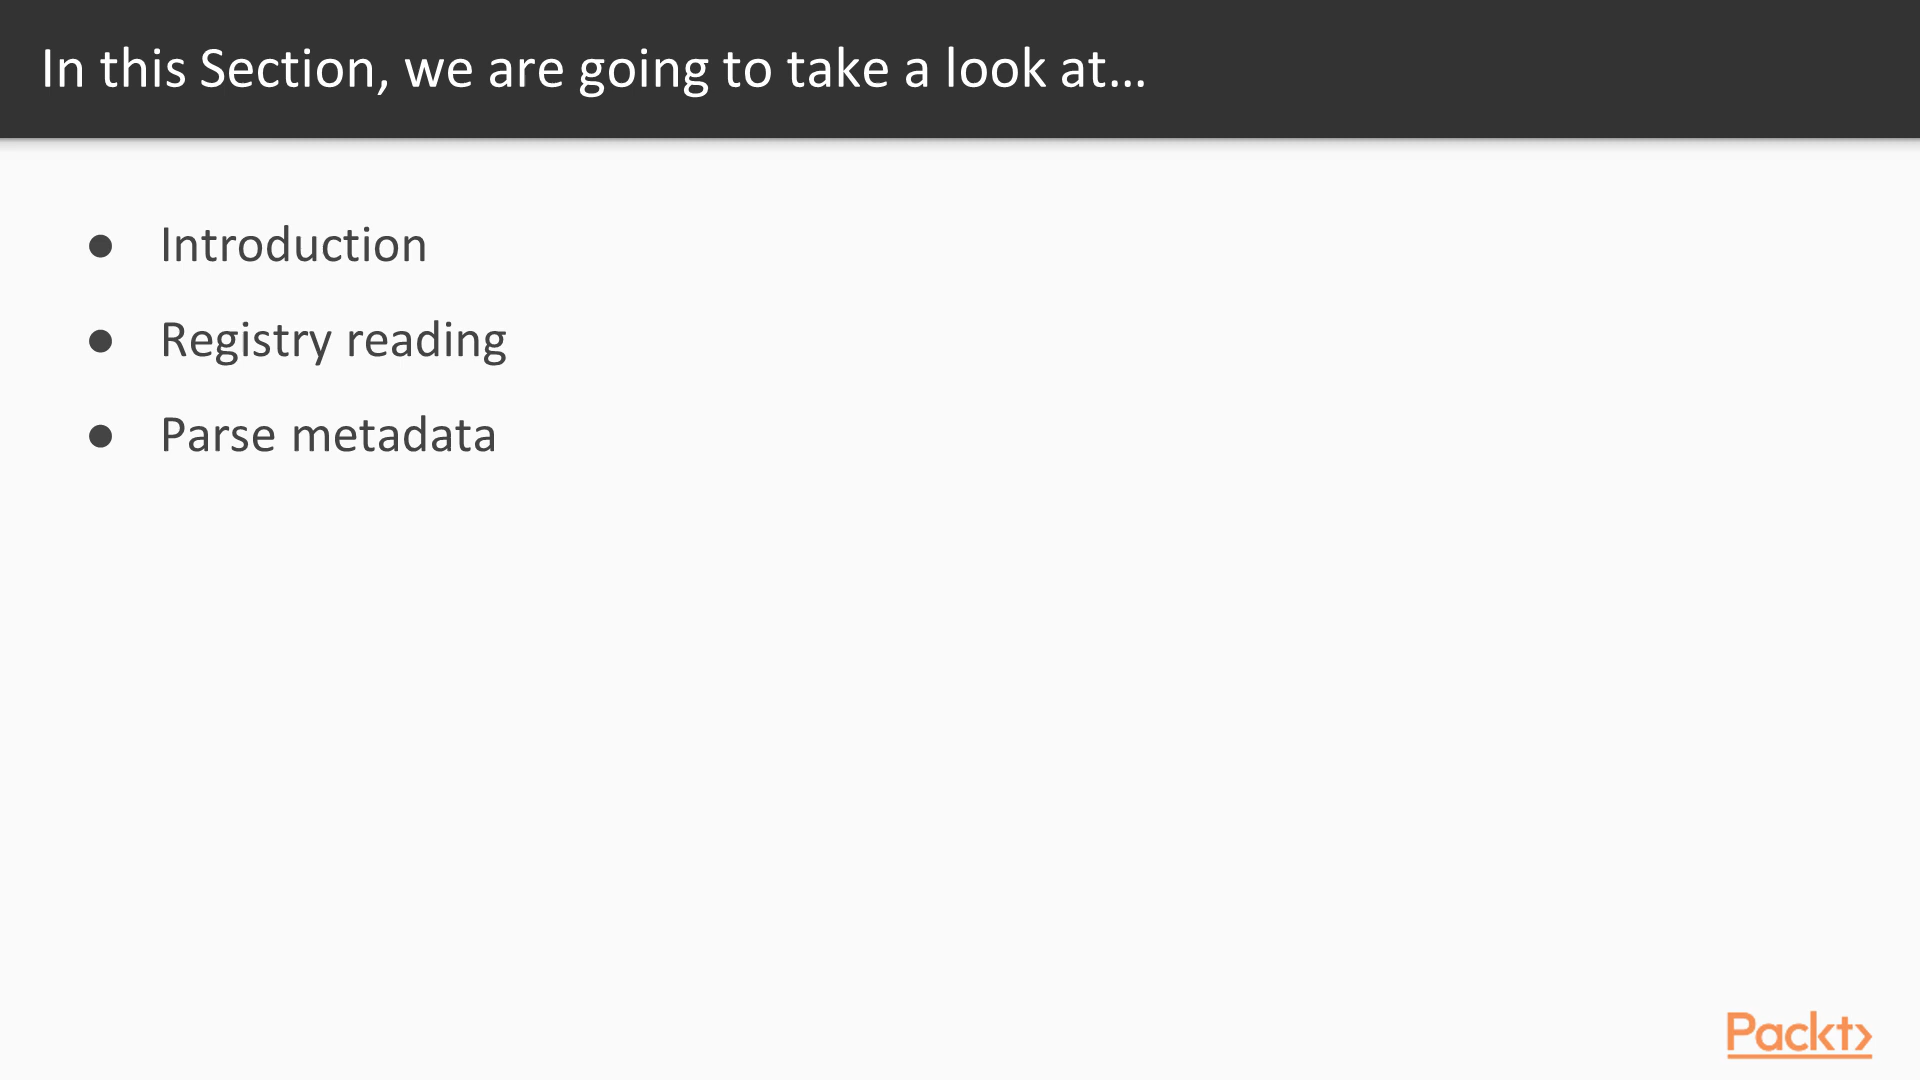 In this Section, we are going to take a look at...
● Introduction
● Registry reading
● Parse metadata
Packt>